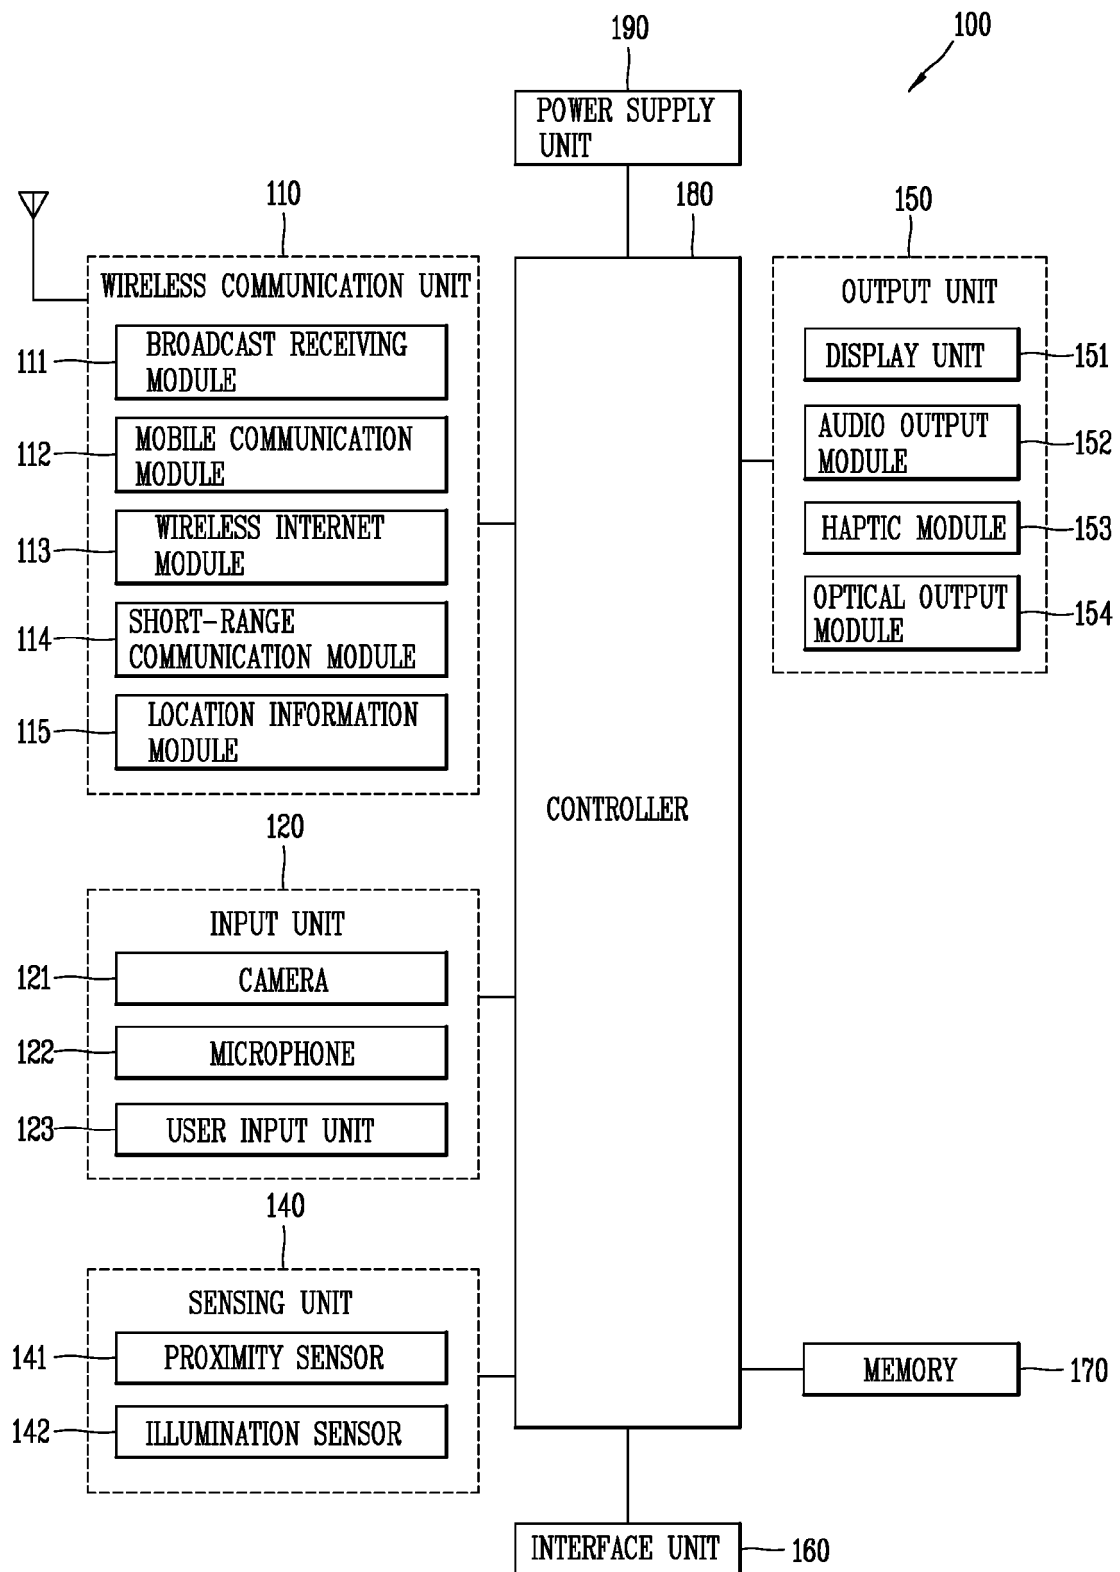 190
100
POWER SUPPLY
UNIT
110
180
150
WIRELESS COMMUNICATION UNIT
111
BROADCAST RECEIVING
MODULE
112
MOBILE COMMUNICATION
MODULE
113
WIRELESS INTERNET
MODULE
114
SHORT-RANGE
COMMUNICATION MODULE
115
LOCATION INFORMATION
MODULE
OUTPUT UNIT
DISPLAY UNIT
151
AUDIO OUTPUT
MODULE
152
HAPTIC MODULE
153
OPTICAL OUTPUT
MODULE
154
CONTROLLER
120
INPUT UNIT
121
CAMERA
122
MICROPHONE
123
USER INPUT UNIT
140
SENSING UNIT
141
PROXIMITY SENSOR
142
ILLUMINATION SENSOR
MEMORY
170
INTERFACE UNIT
160